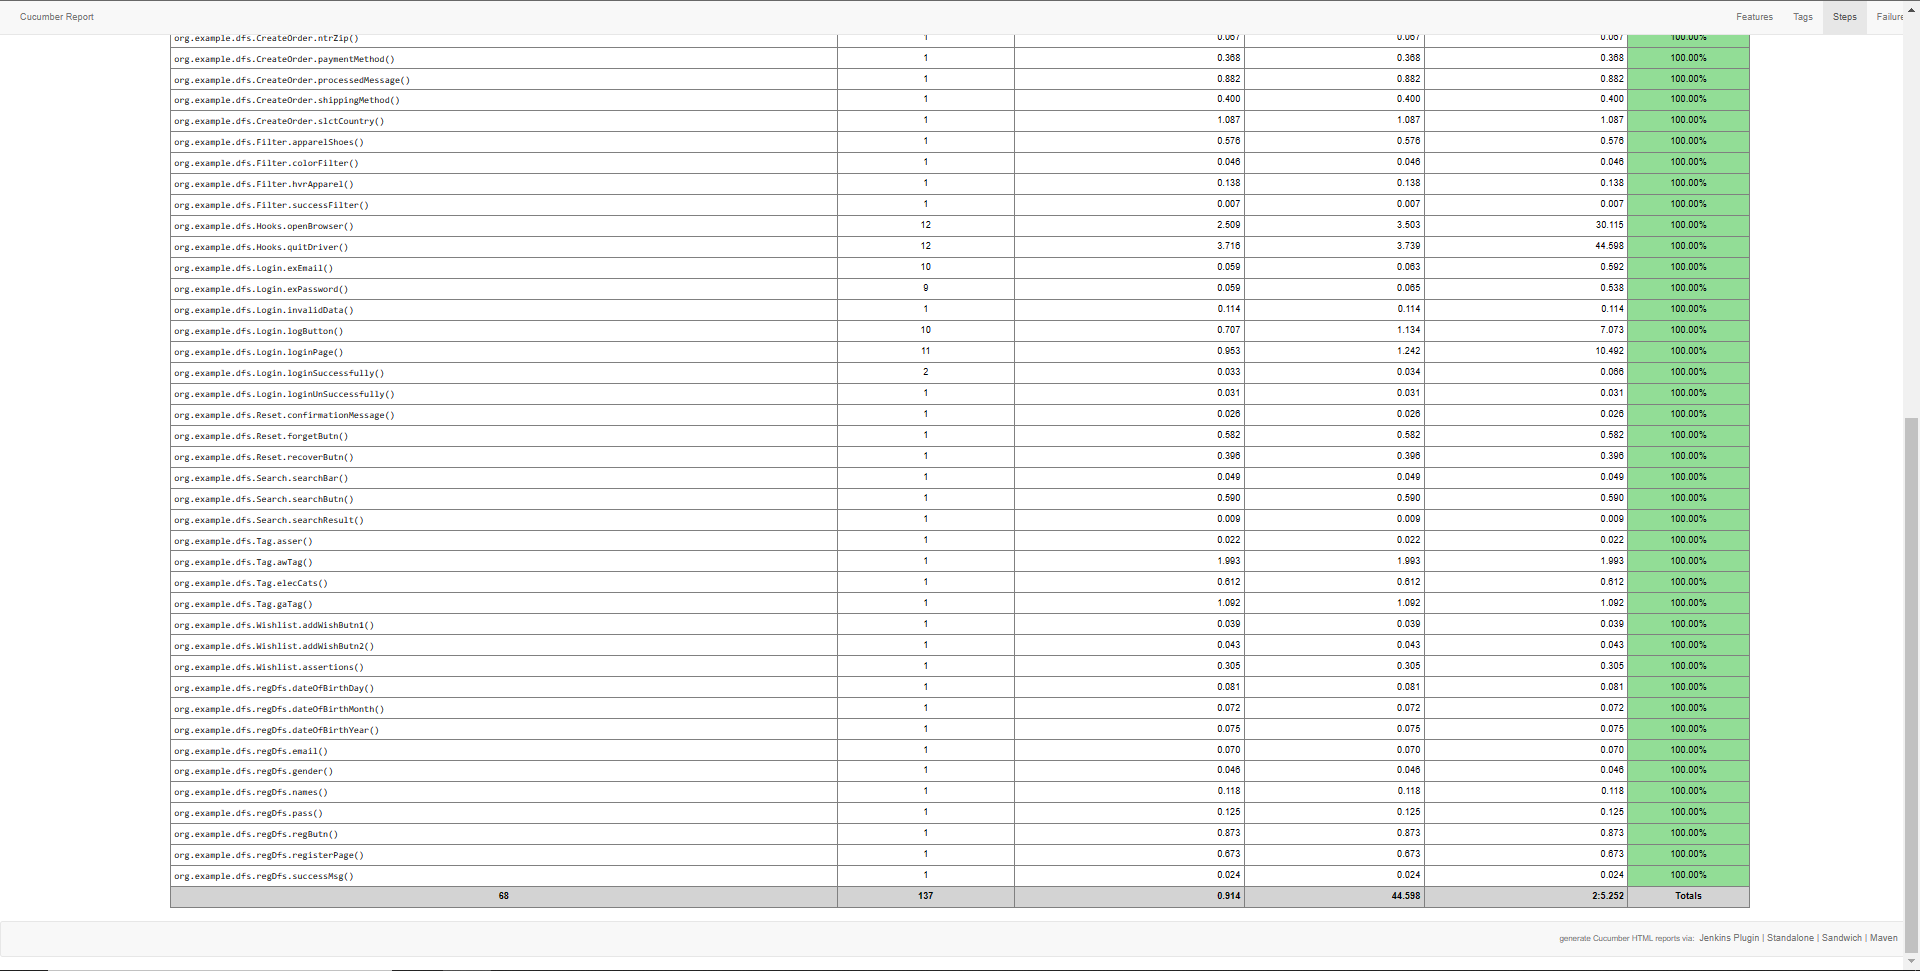 Cucumber Report Features Tags Steps Failure
org.example.dfs.CreateOrder.ntrZip() 1 0.067 0.067 0.067 100.00%
org.example.dfs.CreateOrder.paymentMethod() 1 0.368 0.368 0.368 100.00%
org.example.dfs.CreateOrder.processedMessage() 1 0.882 0.882 0.882 100.00%
org.example.dfs.CreateOrder.shippingMethod() 1 0.400 0.400 0.400 100.00%
org.example.dfs.CreateOrder.slctCountry() 1 1.087 1.087 1.087 100.00%
org.example.dfs.Filter.apparelShoes() 1 0.576 0.576 0.576 100.00%
org.example.dfs.Filter.colorFilter() 1 0.046 0.046 0.046 100.00%
org.example.dfs.Filter.hvrApparel() 1 0.138 0.138 0.138 100.00%
org.example.dfs.Filter.successFilter() 1 0.007 0.007 0.007 100.00%
org.example.dfs.Hooks.openBrowser() 12 2.509 3.503 30.115 100.00%
org.example.dfs.Hooks.quitDriver() 12 3.716 3.739 44.598 100.00%
org.example.dfs.Login.exEmail() 10 0.059 0.063 0.592 100.00%
org.example.dfs.Login.exPassword() 9 0.059 0.065 0.538 100.00%
org.example.dfs.Login.invalidData() 1 0.114 0.114 0.114 100.00%
org.example.dfs.Login.logButton() 10 0.707 1.134 7.073 100.00%
org.example.dfs.Login.loginPage() 11 0.953 1.242 10.492 100.00%
org.example.dfs.Login.loginSuccessfully() 2 0.033 0.034 0.066 100.00%
org.example.dfs.Login.loginUnSuccessfully() 1 0.031 0.031 0.031 100.00%
org.example.dfs.Reset.confirmationMessage() 1 0.026 0.026 0.026 100.00%
org.example.dfs.Reset.forgetButn() 1 0.582 0.582 0.582 100.00%
org.example.dfs.Reset.recoverButn() 1 0.396 0.396 0.396 100.00%
org.example.dfs.Search.searchBar() 1 0.049 0.049 0.049 100.00%
org.example.dfs.Search.searchButn() 1 0.590 0.590 0.590 100.00%
org.example.dfs.Search.searchResult() 1 0.009 0.009 0.009 100.00%
org.example.dfs.Tag.asser() 1 0.022 0.022 0.022 100.00%
org.example.dfs.Tag.awTag() 1 1.993 1.993 1.993 100.00%
org.example.dfs.Tag.elecCats() 1 0.612 0.612 0.612 100.00%
org.example.dfs.Tag.gaTag() 1 1.092 1.092 1.092 100.00%
org.example.dfs.Wishlist.addWishButn1() 1 0.039 0.039 0.039 100.00%
org.example.dfs.Wishlist.addWishButn2() 1 0.043 0.043 0.043 100.00%
org.example.dfs.Wishlist.assertions() 1 0.305 0.305 0.305 100.00%
org.example.dfs.regDfs.dateOfBirthDay() 1 0.081 0.081 0.081 100.00%
org.example.dfs.regDfs.dateOfBirthMonth() 1 0.072 0.072 0.072 100.00%
org.example.dfs.regDfs.dateOfBirthYear() 1 0.075 0.075 0.075 100.00%
org.example.dfs.regDfs.email() 1 0.070 0.070 0.070 100.00%
org.example.dfs.regDfs.gender() 1 0.046 0.046 0.046 100.00%
org.example.dfs.regDfs.names() 1 0.118 0.118 0.118 100.00%
org.example.dfs.regDfs.pass() 1 0.125 0.125 0.125 100.00%
org.example.dfs.regDfs.regButn() 1 0.873 0.873 0.873 100.00%
org.example.dfs.regDfs.registerPage() 1 0.673 0.673 0.673 100.00%
org.example.dfs.regDfs.successMsg() 1 0.024 0.024 0.024 100.00%
68 137 0.914 44.598 2:5.252 Totals
generate Cucumber HTML reports via: Jenkins Plugin | Standalone | Sandwich | Maven